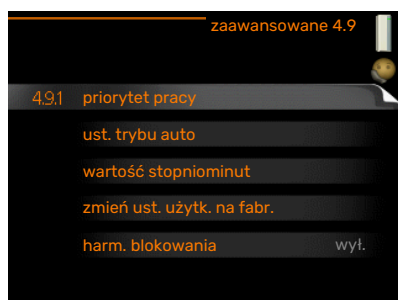 zaawansowane 4.9
4.9.1 priorytet pracy
ust. trybu auto
wartość stopniominut
zmień ust. użytk. na fabr.
harm. blokowania wył.